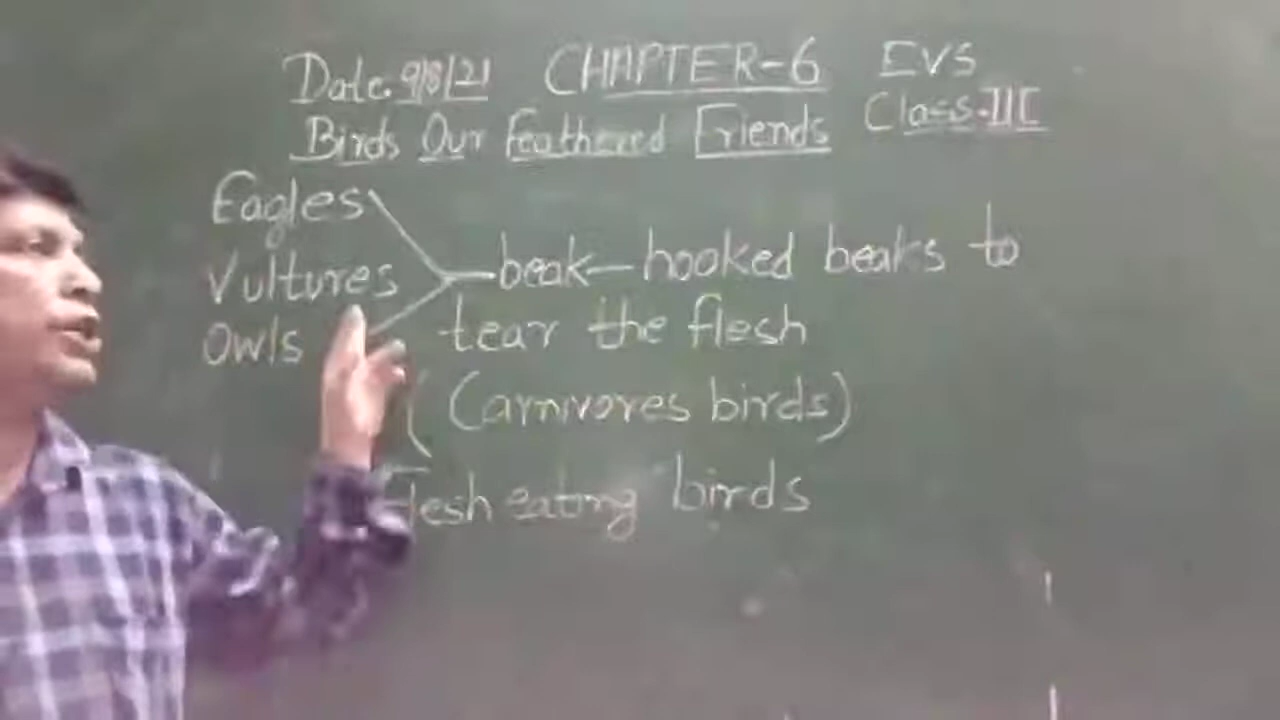 Date. 9/8/21 CHAPTER-6 EVS
Class-III
Birds Our Feathered Friends
Eagles
Vultures
Owls
beak-hooked beaks to
tear the flesh
(Carnivores birds)
Flesh eating birds